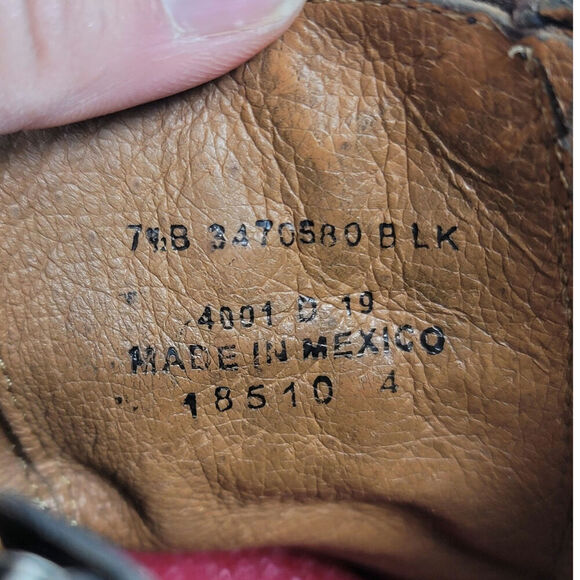 7½B 3470580 BLK
4001 D 19
MADE IN MEXICO
18510 4